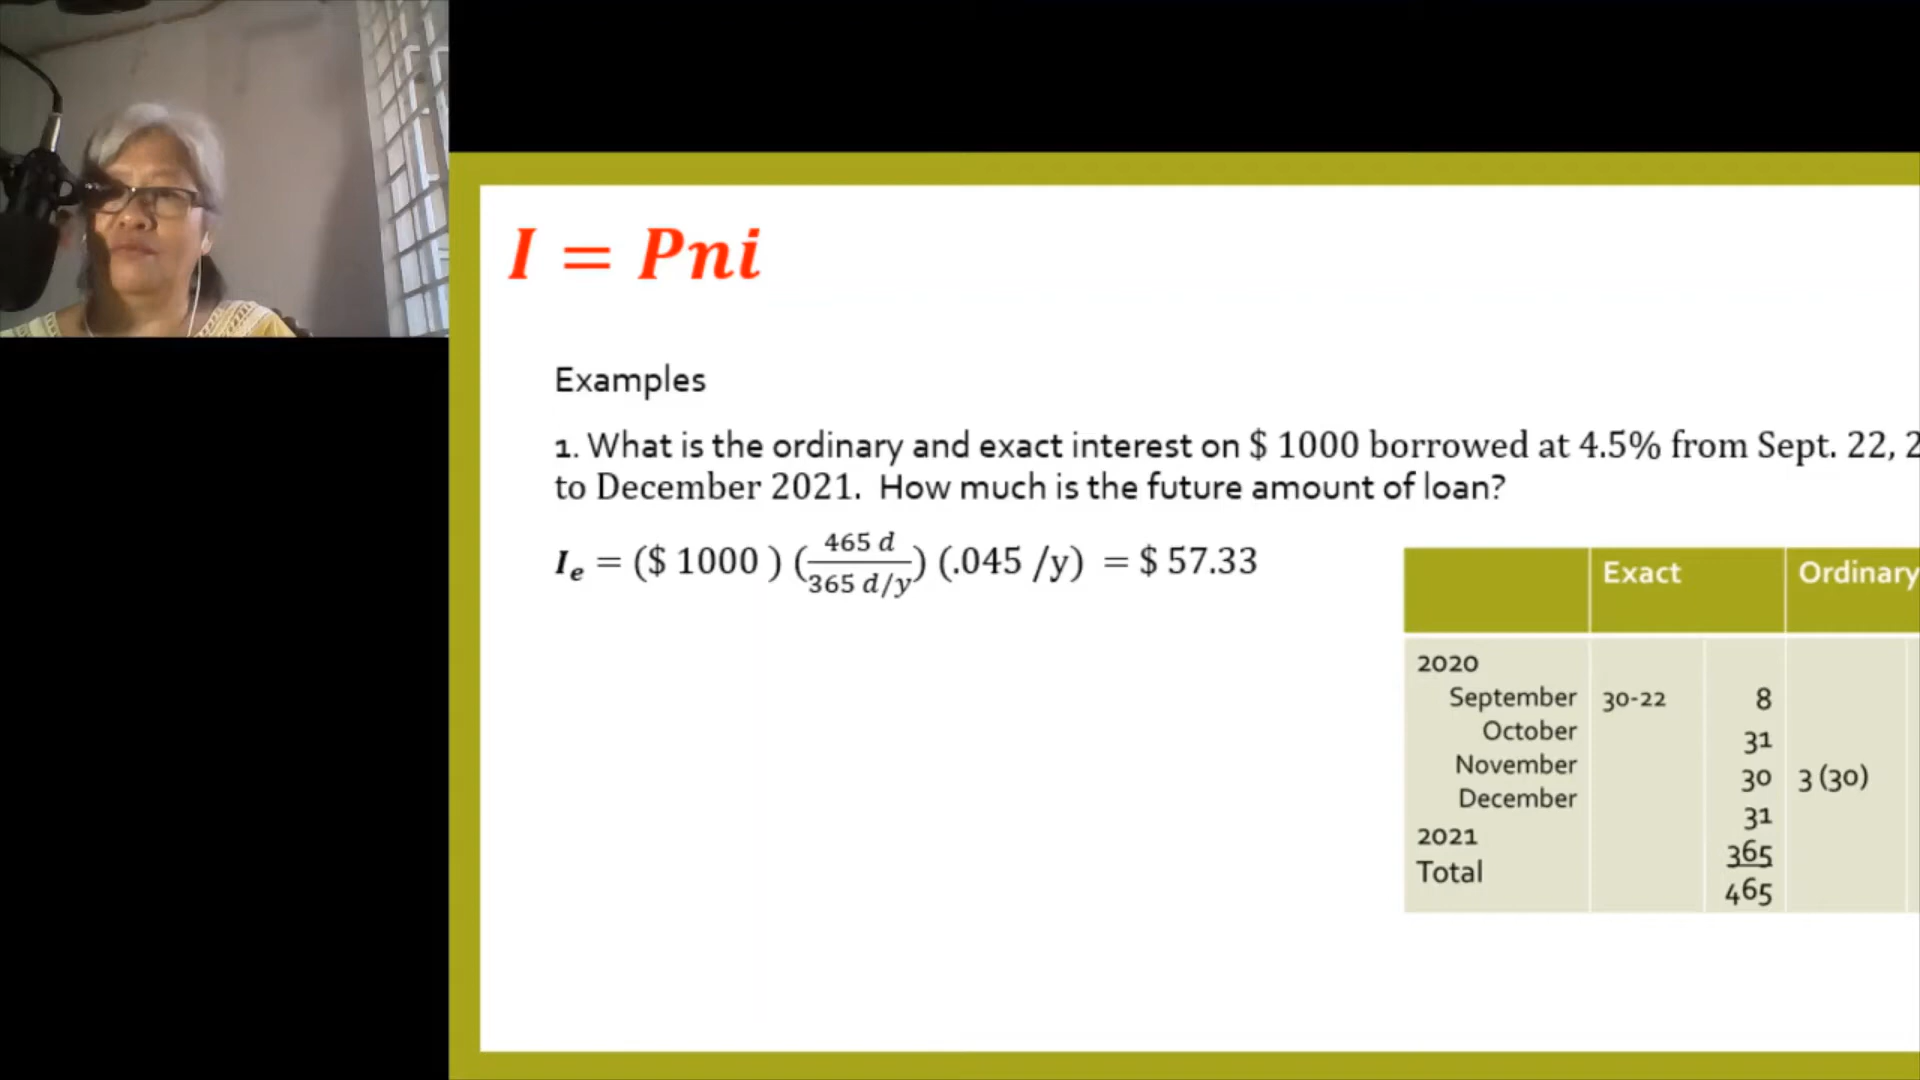 I = Pni
Examples
1. What is the ordinary and exact interest on $ 1000 borrowed at 4.5% from Sept. 22, 2
to December 2021. How much is the future amount of loan?
Iₑ = ($ 1000 ) (465 d / 365 d/y) (.045 /y) = $ 57.33
Exact Ordinary
2020
September 30-22 8
October 31
November 30 3 (30)
December 31
2021 365
Total 465